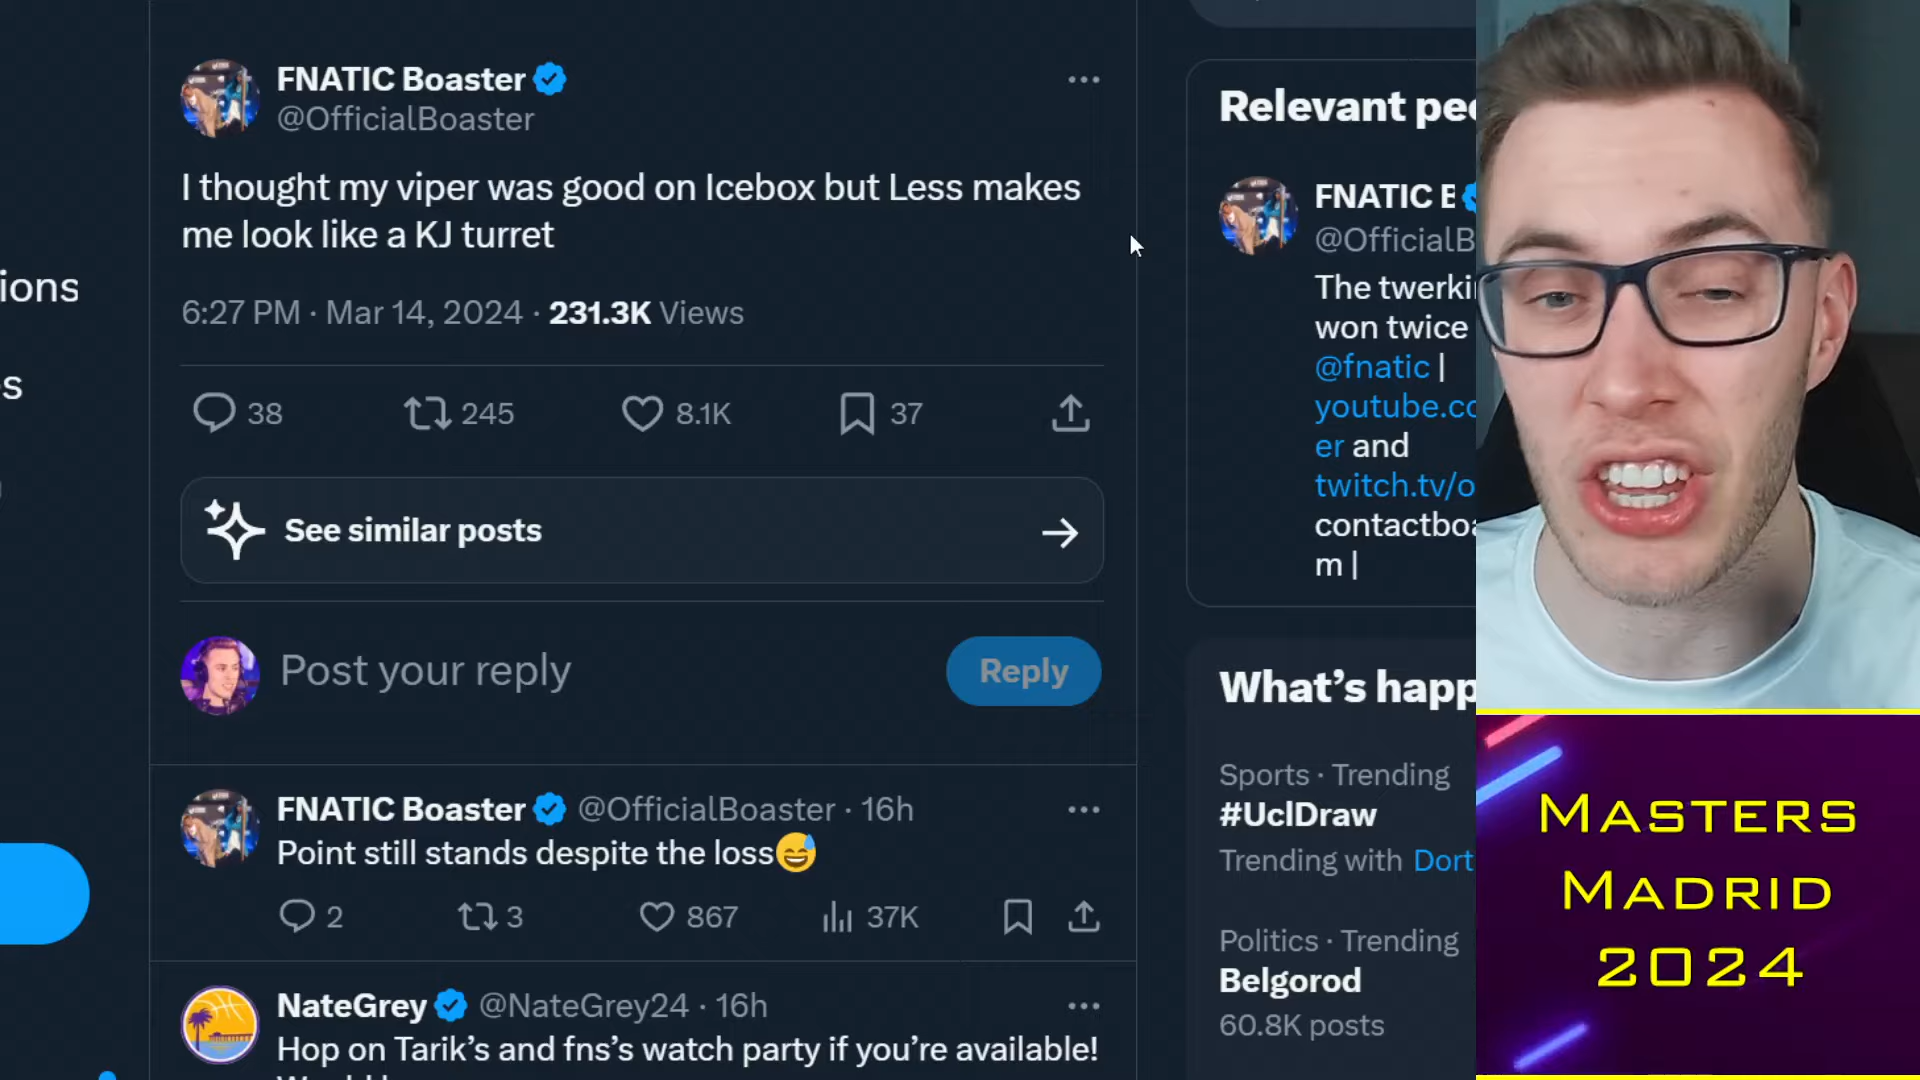 FNATIC Boaster
@OfficialBoaster
I thought my viper was good on Icebox but Less makes
me look like a KJ turret
6:27 PM · Mar 14, 2024 · 231.3K Views
38
245
8.1K
37
See similar posts
Post your reply
Reply
FNATIC Boaster @OfficialBoaster · 16h
Point still stands despite the loss😅
2
3
867
37K
NateGrey @NateGrey24 · 16h
Hop on Tarik's and fns's watch party if you're available!
ions
s
Relevant pe
FNATIC B
@OfficialB
The twerki
won twice
@fnatic |
youtube.co
er and
twitch.tv/o
contactboa
m |
What's happ
Sports · Trending
#UclDraw
Trending with Dort
Politics · Trending
Belgorod
60.8K posts
MASTERS
MADRID
2024